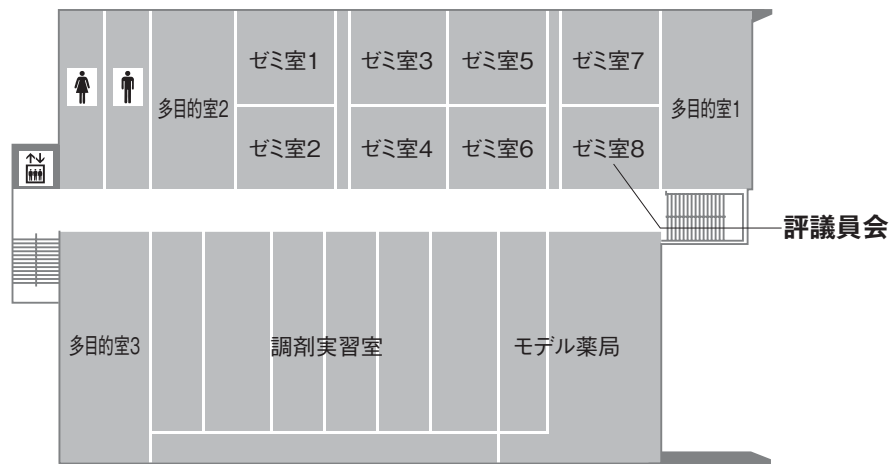 ゼミ室1
ゼミ室3
ゼミ室5
ゼミ室7
多目的室2
多目的室1
ゼミ室2
ゼミ室4
ゼミ室6
ゼミ室8
評議員会
多目的室3
調剤実習室
モデル薬局